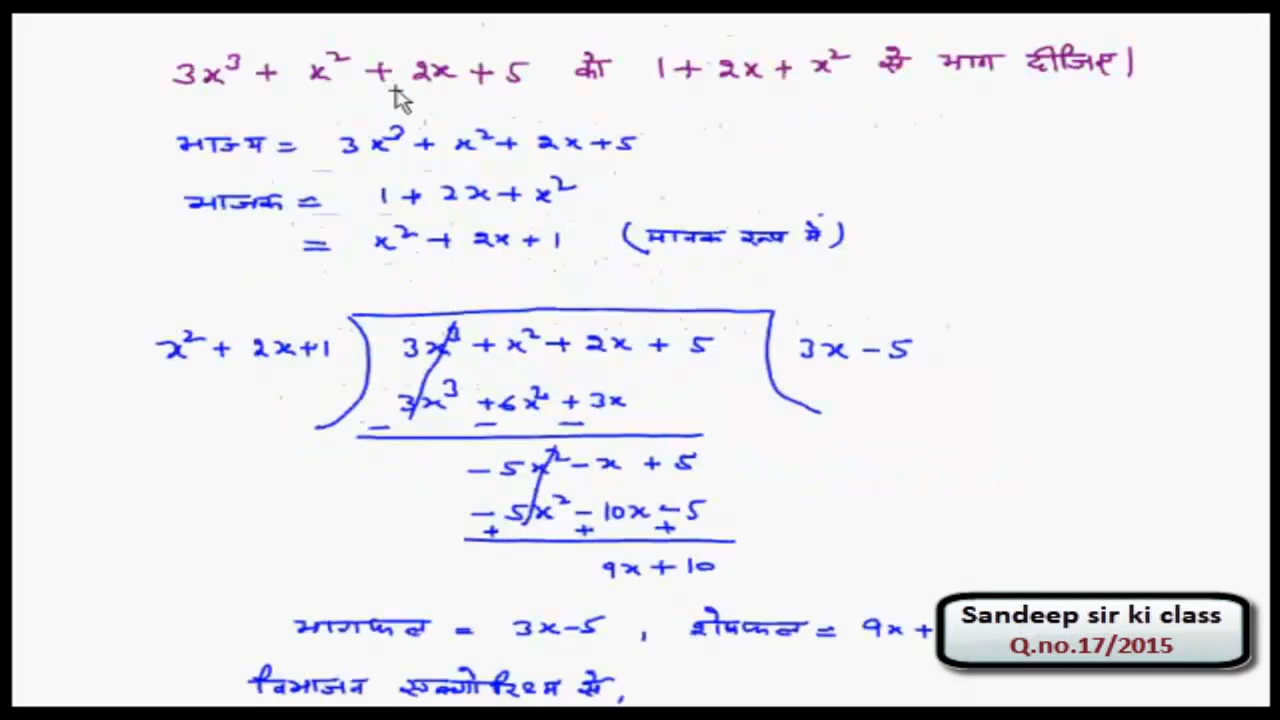 3x³ + x² + 2x + 5 को 1 + 2x + x² से भाग दीजिए।
भाज्य = 3x³ + x² + 2x + 5
भाजक = 1 + 2x + x²
= x² + 2x + 1 (मानक रूप में)
x² + 2x + 1 ) 3x³ + x² + 2x + 5 ( 3x - 5
3x³ + 6x² + 3x
- - -
- 5x² - x + 5
- 5x² - 10x - 5
+ + +
9x + 10
भागफल = 3x - 5 , शेषफल = 9x +
विभाजन एल्गोरिथ्म से,
Sandeep sir ki class
Q.no.17/2015